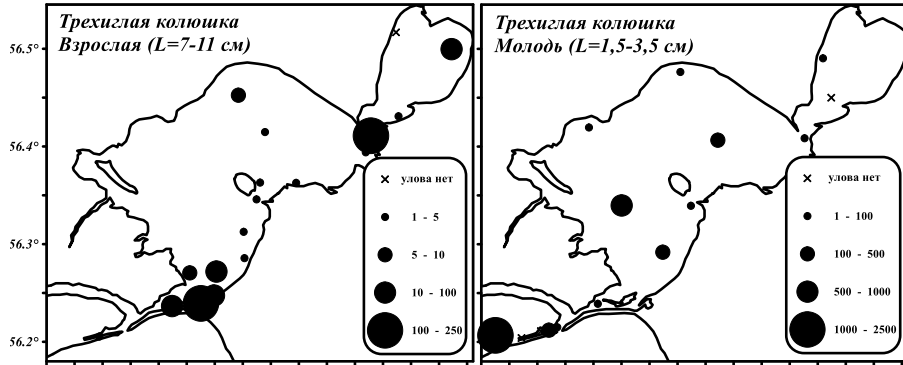 Трехиглая колюшка
Взрослая (L=7-11 см)
56.5°
56.4°
56.3°
56.2°
улова нет
1 - 5
5 - 10
10 - 100
100 - 250
Трехиглая колюшка
Молодь (L=1,5-3,5 см)
улова нет
1 - 100
100 - 500
500 - 1000
1000 - 2500